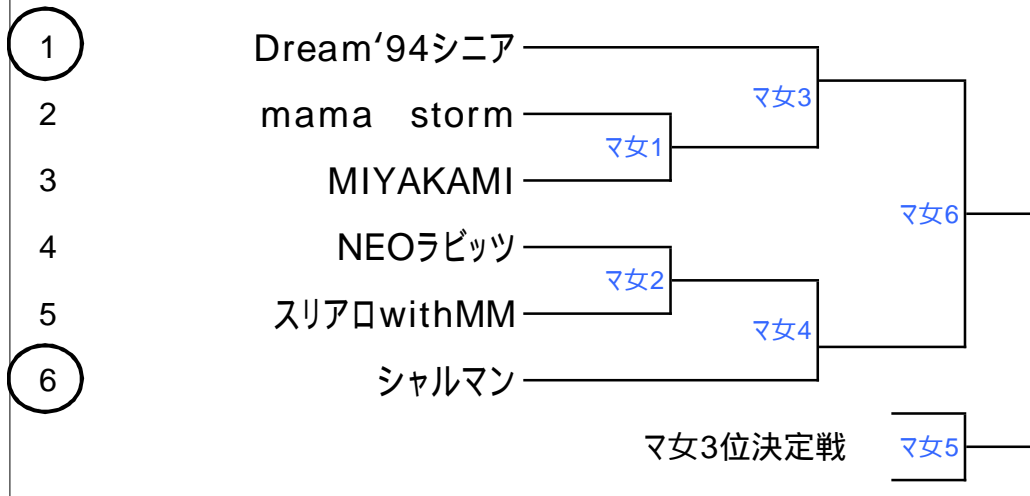 1 Dream‘94シニア
マ女3
2 mama　storm
マ女1
3 MIYAKAMI
マ女6
4 NEOラビッツ
マ女2
5 スリアロwithMM
マ女4
6 シャルマン
マ女3位決定戦 マ女5